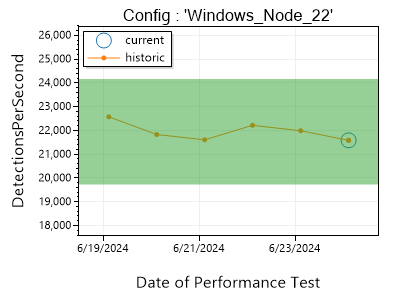 Config : 'Windows_Node_22'
current
historic
DetectionsPerSecond
26,000
25,000
24,000
23,000
22,000
21,000
20,000
19,000
18,000
6/19/2024
6/21/2024
6/23/2024
Date of Performance Test